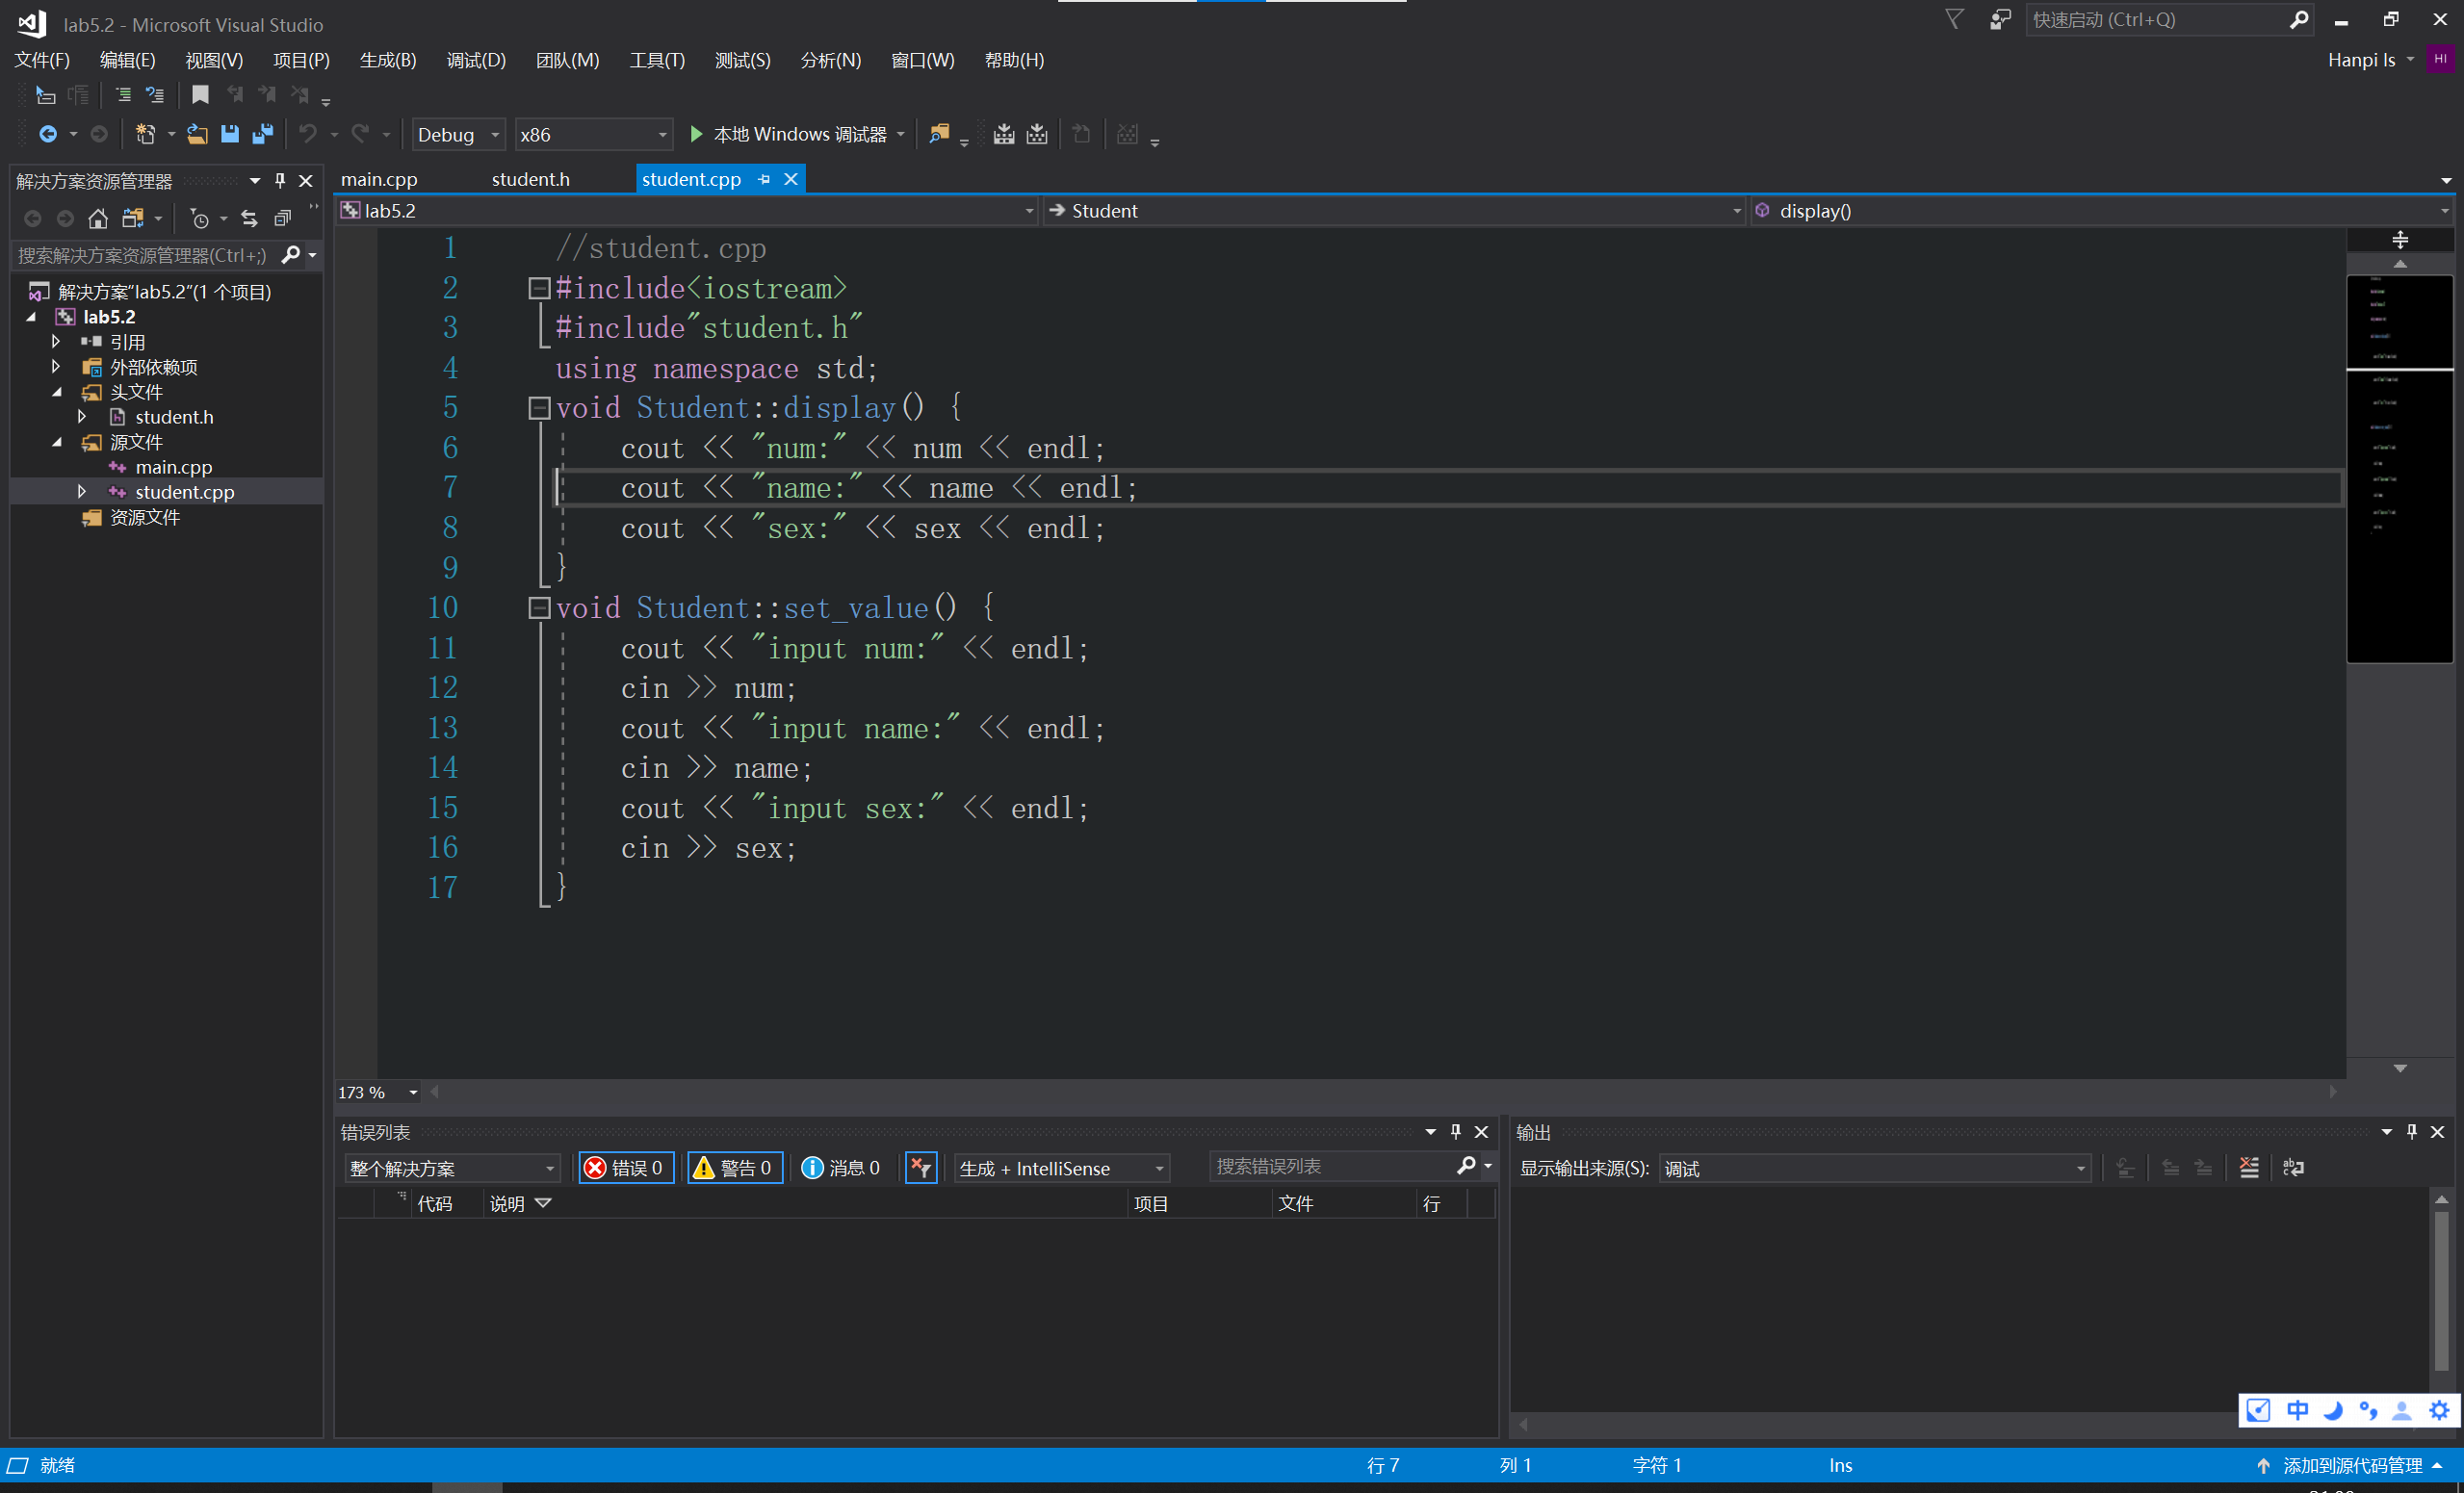 lab5.2 - Microsoft Visual Studio
快速启动 (Ctrl+Q)
文件(F) 编辑(E) 视图(V) 项目(P) 生成(B) 调试(D) 团队(M) 工具(T) 测试(S) 分析(N) 窗口(W) 帮助(H)
Hanpi ls HI
Debug x86 本地 Windows 调试器
解决方案资源管理器
搜索解决方案资源管理器(Ctrl+;)
解决方案“lab5.2”(1 个项目)
lab5.2
引用
外部依赖项
头文件
student.h
源文件
main.cpp
student.cpp
资源文件
main.cpp student.h student.cpp
lab5.2 Student display()
1 //student.cpp
2 #include<iostream>
3 #include"student.h"
4 using namespace std;
5 void Student::display() {
6 cout << "num:" << num << endl;
7 cout << "name:" << name << endl;
8 cout << "sex:" << sex << endl;
9 }
10 void Student::set_value() {
11 cout << "input num:" << endl;
12 cin >> num;
13 cout << "input name:" << endl;
14 cin >> name;
15 cout << "input sex:" << endl;
16 cin >> sex;
17 }
173 %
错误列表
整个解决方案 错误 0 警告 0 消息 0 生成 + IntelliSense 搜索错误列表
代码 说明 项目 文件 行
输出
显示输出来源(S): 调试
中
就绪 行 7 列 1 字符 1 Ins 添加到源代码管理